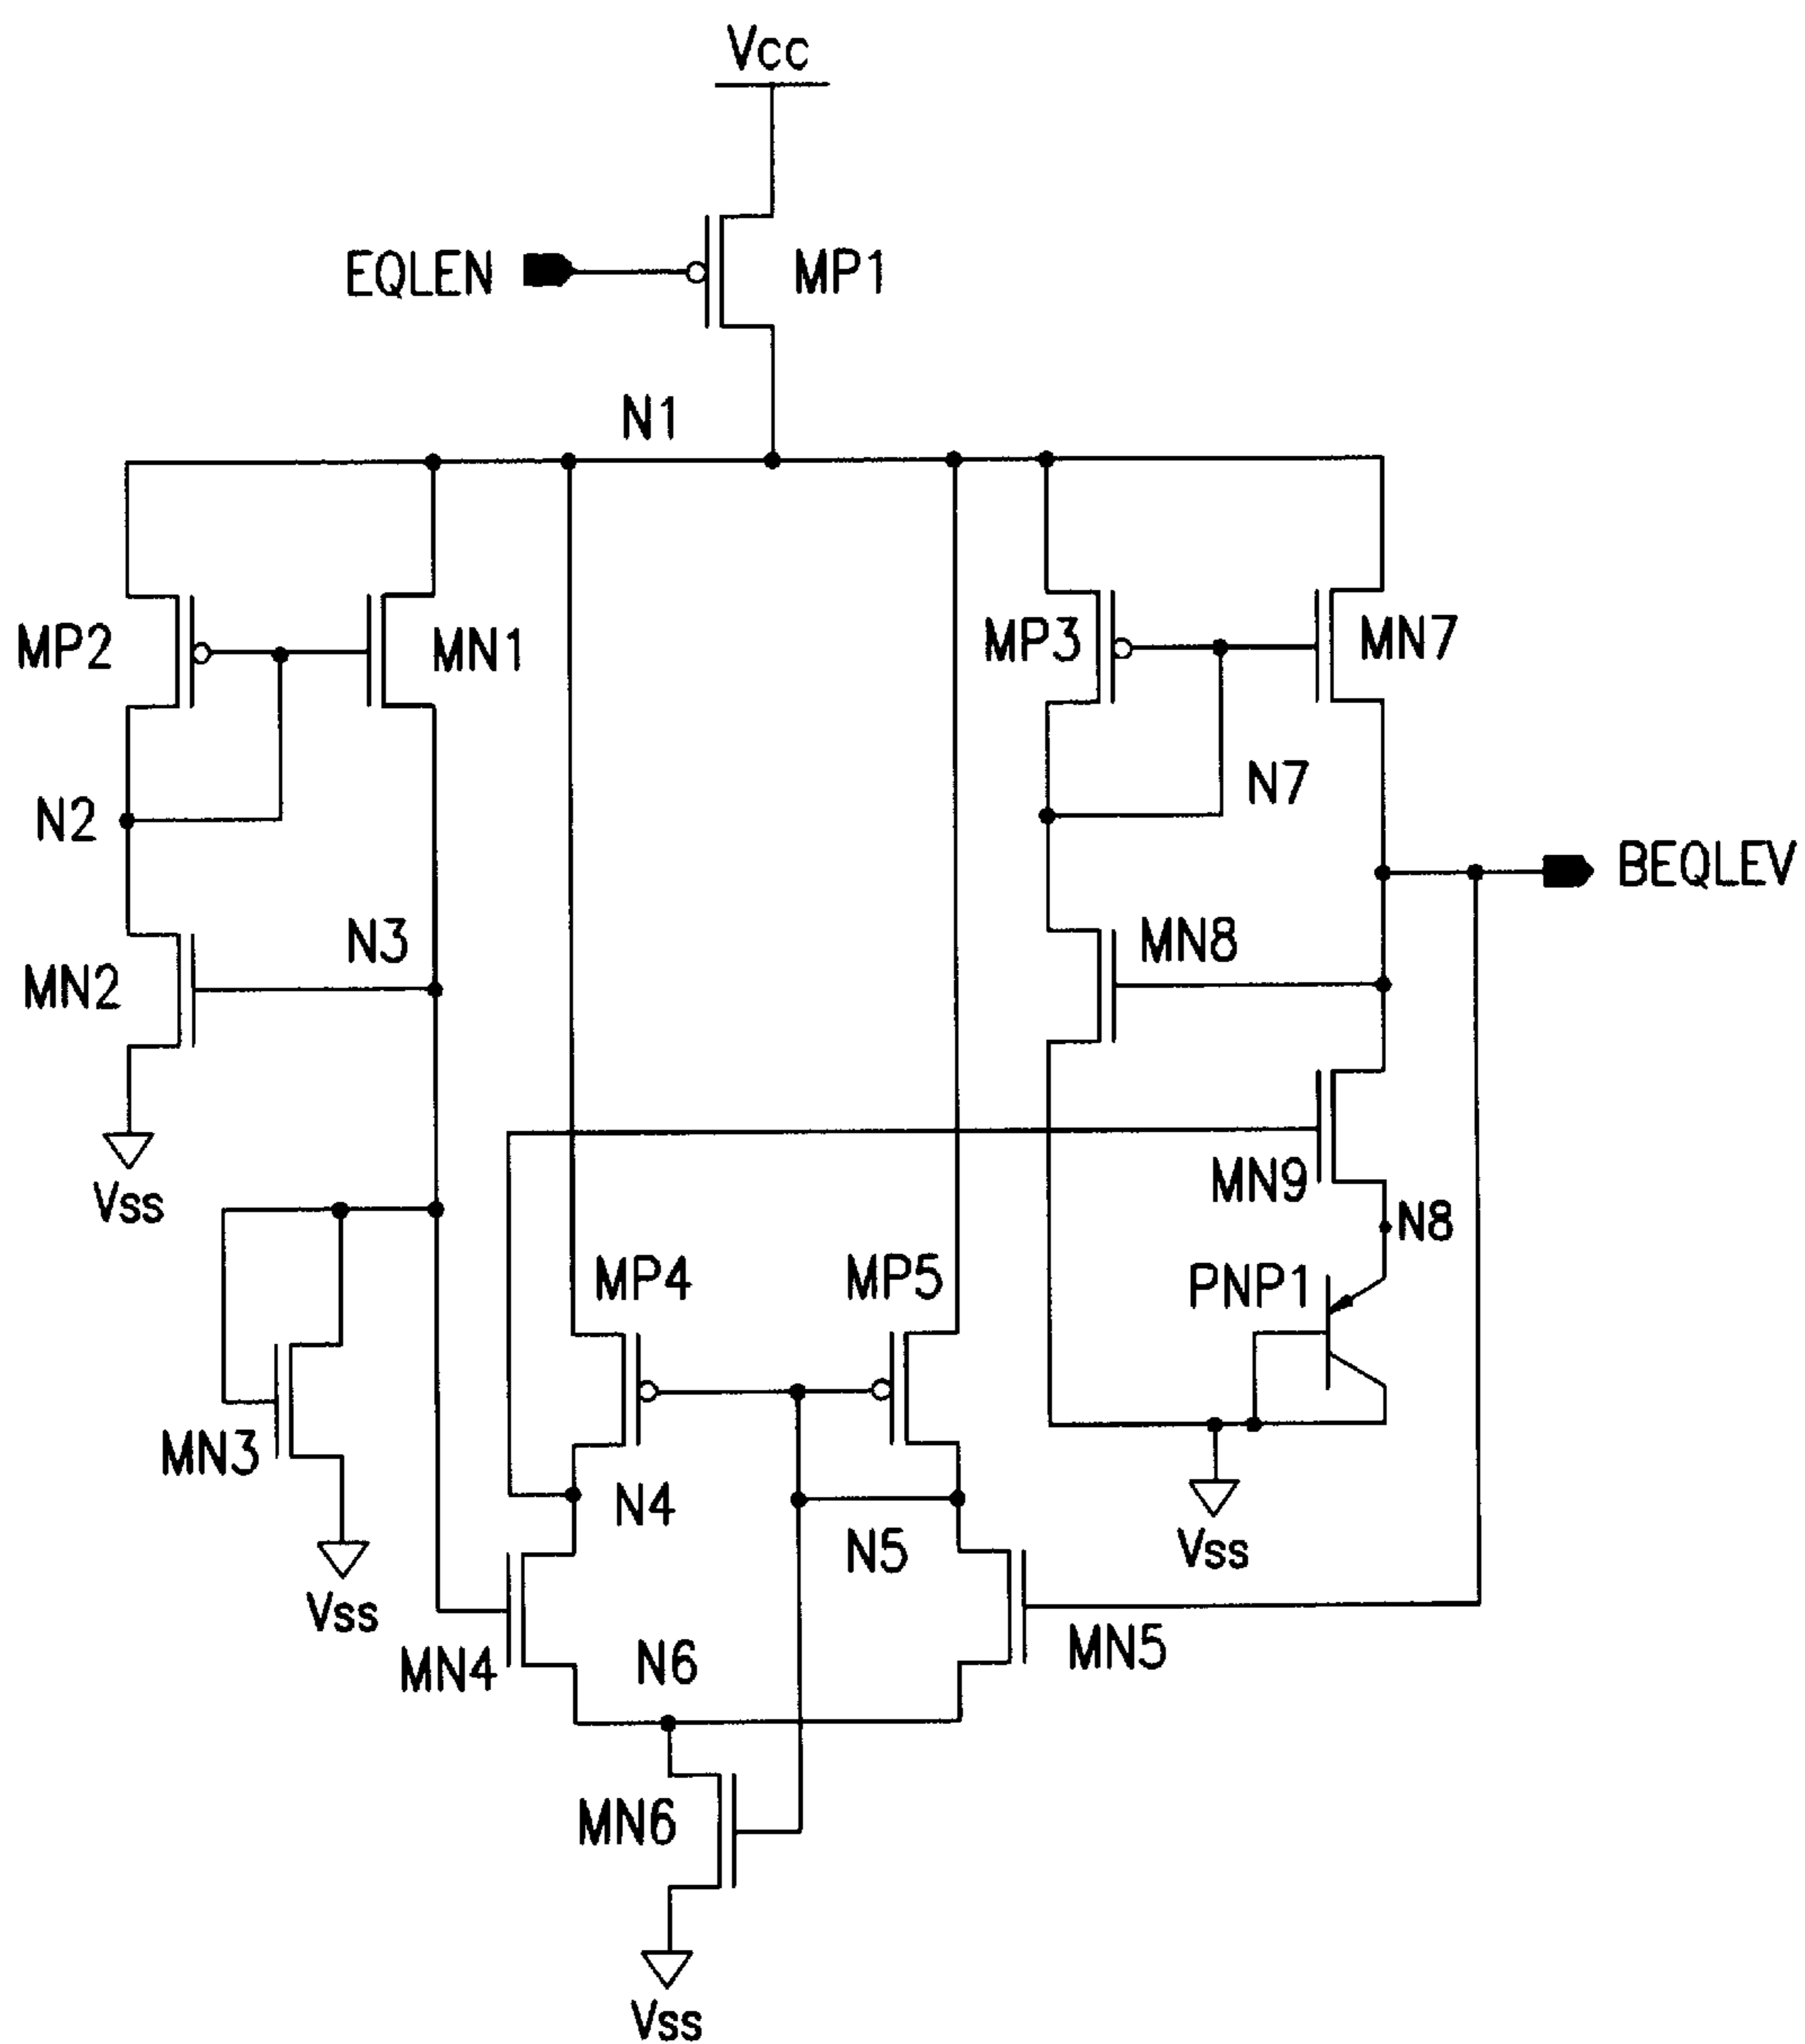 Vcc
EQLEN
MP1
N1
MP2
MN1
MP3
MN7
N2
N7
BEQLEV
MN2
N3
MN8
Vss
MN9
N8
MP4
MP5
PNP1
MN3
N4
N5
Vss
Vss
MN4
N6
MN5
MN6
Vss